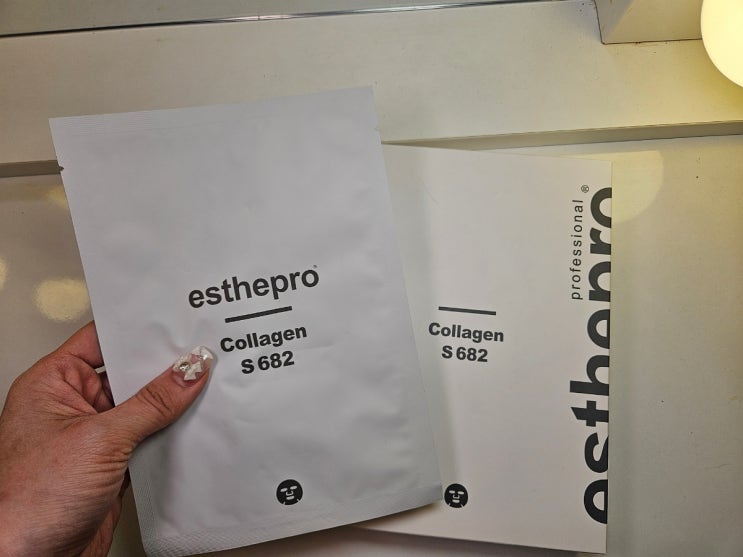 esthepro
Collagen
S 682
Collagen
S 682
professional ®
esthepro